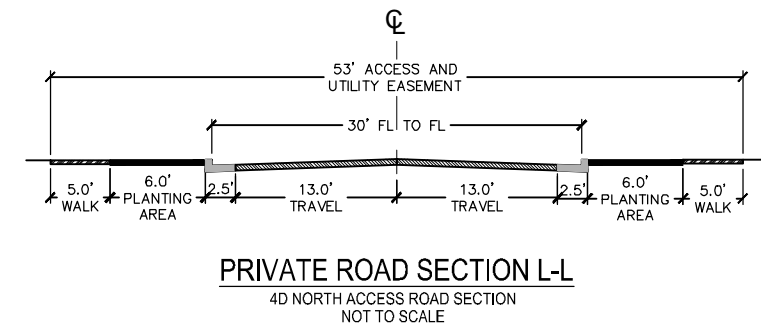 ℄
53' ACCESS AND
UTILITY EASEMENT
30' FL TO FL
5.0'
WALK
6.0'
PLANTING
AREA
2.5'
13.0'
TRAVEL
13.0'
TRAVEL
2.5'
6.0'
PLANTING
AREA
5.0'
WALK
PRIVATE ROAD SECTION L-L
4D NORTH ACCESS ROAD SECTION
NOT TO SCALE